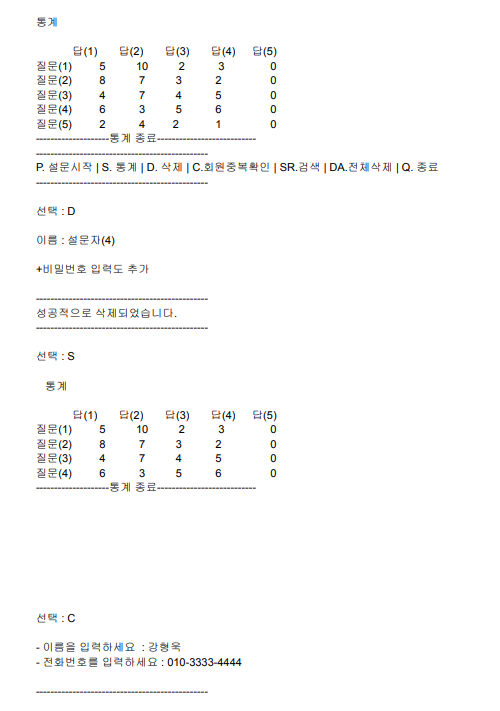 통계
답(1) 답(2) 답(3) 답(4) 답(5)
질문(1) 5 10 2 3 0
질문(2) 8 7 3 2 0
질문(3) 4 7 4 5 0
질문(4) 6 3 5 6 0
질문(5) 2 4 2 1 0
--------------------통계 종료---------------------------
------------------------------------------------
P. 설문시작 | S. 통계 | D. 삭제 | C.회원중복확인 | SR.검색 | DA.전체삭제 | Q. 종료
------------------------------------------------
선택 : D
이름 : 설문자(4)
+비밀번호 입력도 추가
------------------------------------------------
성공적으로 삭제되었습니다.
------------------------------------------------
선택 : S
통계
답(1) 답(2) 답(3) 답(4) 답(5)
질문(1) 5 10 2 3 0
질문(2) 8 7 3 2 0
질문(3) 4 7 4 5 0
질문(4) 6 3 5 6 0
--------------------통계 종료---------------------------
선택 : C
- 이름을 입력하세요 : 강형욱
- 전화번호를 입력하세요 : 010-3333-4444
------------------------------------------------